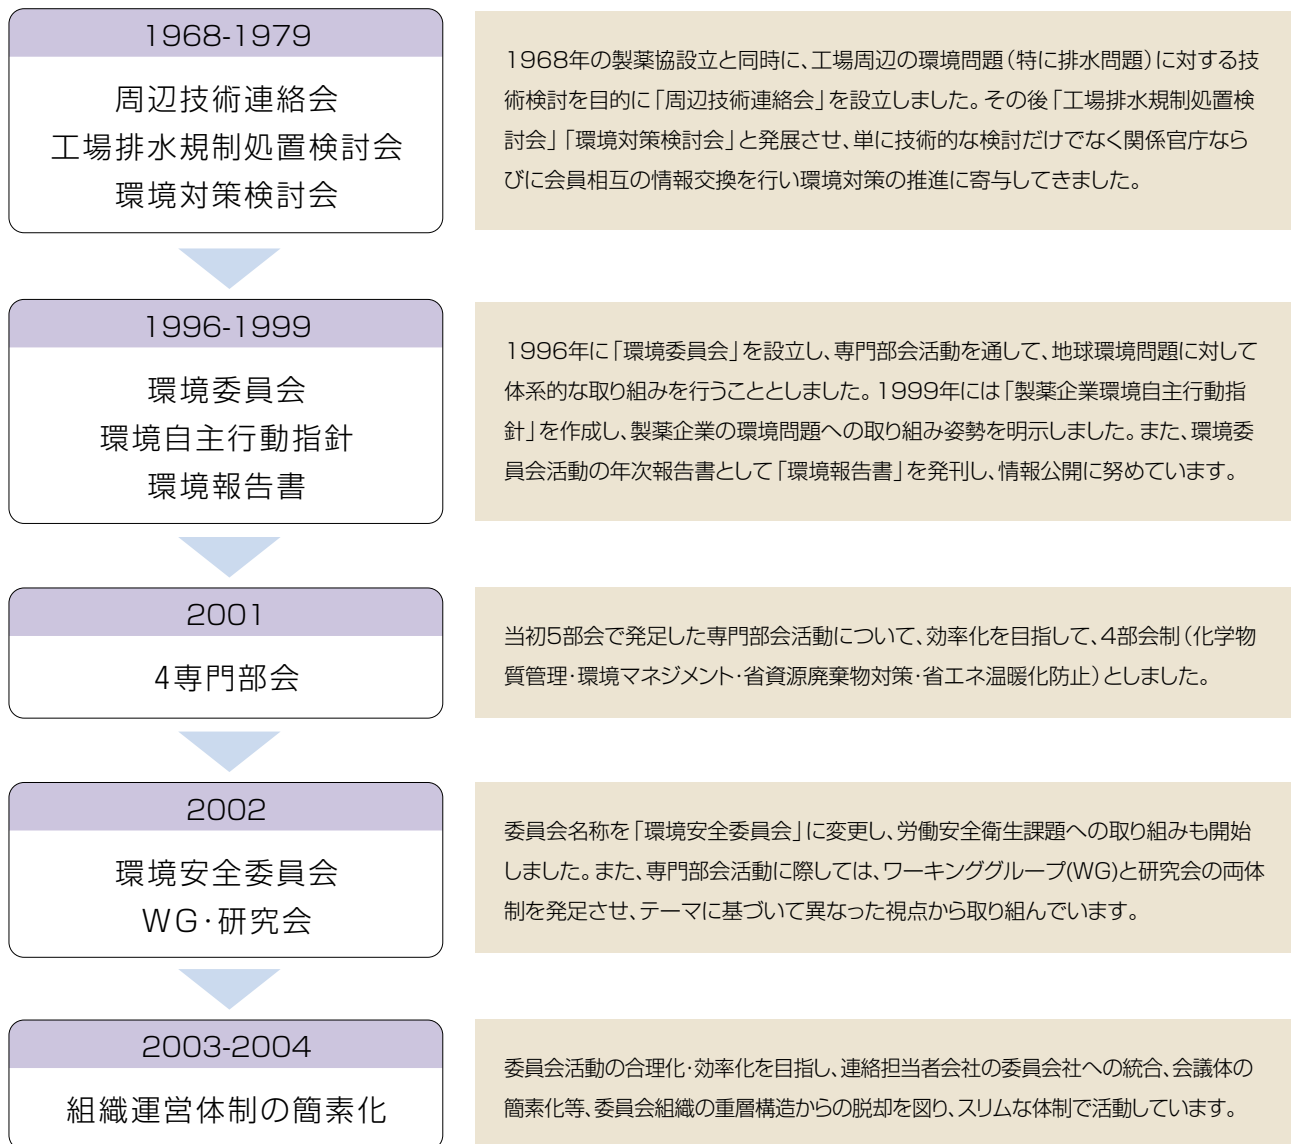 1968-1979
周辺技術連絡会
工場排水規制処置検討会
環境対策検討会
1968年の製薬協設立と同時に、工場周辺の環境問題（特に排水問題）に対する技
術検討を目的に「周辺技術連絡会」を設立しました。その後「工場排水規制処置検
討会」「環境対策検討会」と発展させ、単に技術的な検討だけでなく関係官庁なら
びに会員相互の情報交換を行い環境対策の推進に寄与してきました。
1996-1999
環境委員会
環境自主行動指針
環境報告書
1996年に「環境委員会」を設立し、専門部会活動を通して、地球環境問題に対して
体系的な取り組みを行うこととしました。1999年には「製薬企業環境自主行動指
針」を作成し、製薬企業の環境問題への取り組み姿勢を明示しました。また、環境委
員会活動の年次報告書として「環境報告書」を発刊し、情報公開に努めています。
2001
4専門部会
当初5部会で発足した専門部会活動について、効率化を目指して、4部会制（化学物
質管理・環境マネジメント・省資源廃棄物対策・省エネ温暖化防止）としました。
2002
環境安全委員会
WG・研究会
委員会名称を「環境安全委員会」に変更し、労働安全衛生課題への取り組みも開始
しました。また、専門部会活動に際しては、ワーキンググループ(WG)と研究会の両体
制を発足させ、テーマに基づいて異なった視点から取り組んでいます。
2003-2004
組織運営体制の簡素化
委員会活動の合理化・効率化を目指し、連絡担当者会社の委員会社への統合、会議体の
簡素化等、委員会組織の重層構造からの脱却を図り、スリムな体制で活動しています。